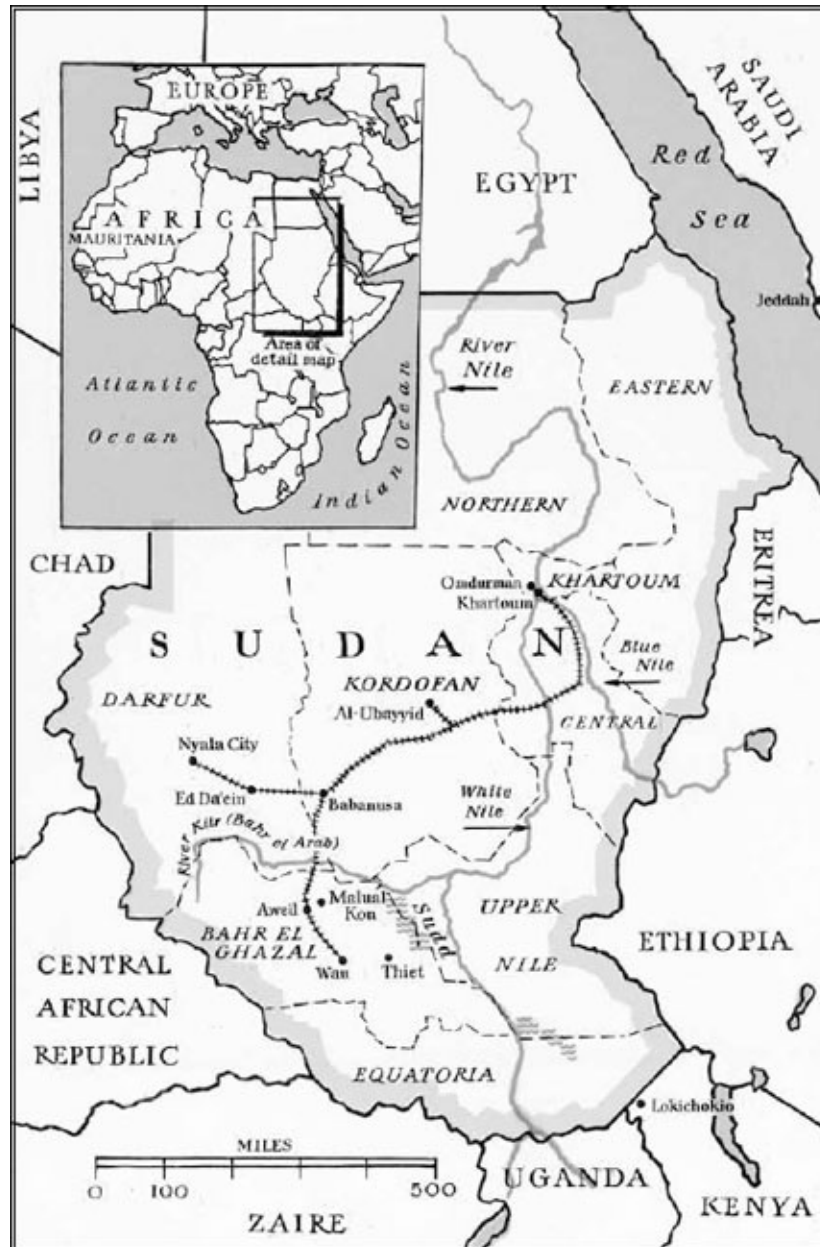 EUROPE
AFRICA
MAURITANIA
Area of
detail map
Atlantic
Ocean
Indian Ocean
LIBYA
EGYPT
SAUDI
ARABIA
Red
Sea
Jeddah
River
Nile
EASTERN
NORTHERN
CHAD
ERITREA
Omdurman
KHARTOUM
Khartoum
SUDAN
Blue
Nile
KORDOFAN
DARFUR
Al-Ubayyid
CENTRAL
Nyala City
Ed Da'ein
Babanusa
White
Nile
River Kiir (Bahr el Arab)
Malual
Kon
Aweil
Sudd
UPPER
NILE
BAHR EL
GHAZAL
Wau
Thiet
ETHIOPIA
CENTRAL
AFRICAN
REPUBLIC
EQUATORIA
Lokichokio
MILES
0 100 500
UGANDA
KENYA
ZAIRE